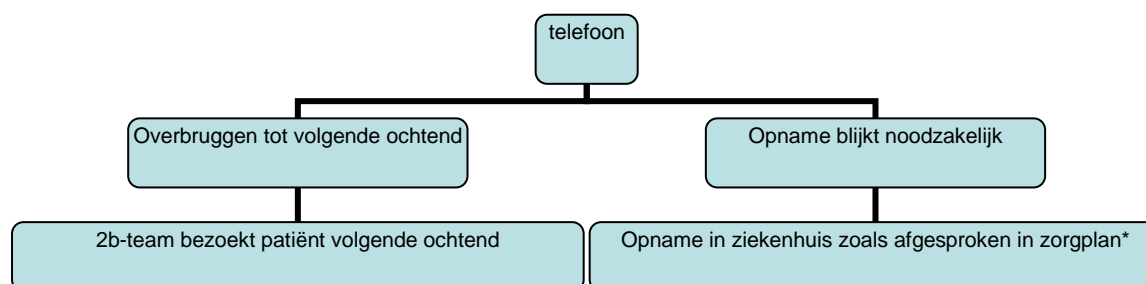 telefoon
Overbruggen tot volgende ochtend
Opname blijkt noodzakelijk
2b-team bezoekt patiënt volgende ochtend
Opname in ziekenhuis zoals afgesproken in zorgplan*